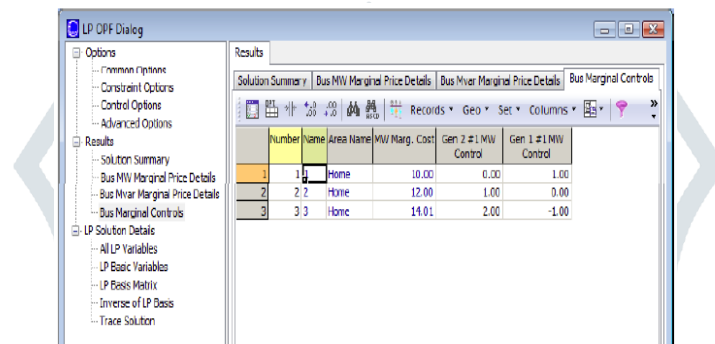 LP OPF Dialog
Options
Common Options
Constraint Options
Control Options
Advanced Options
Results
Solution Summary
Bus MW Marginal Price Details
Bus Mvar Marginal Price Details
Bus Marginal Controls
LP Solution Details
All LP Variables
LP Basic Variables
LP Basis Matrix
Inverse of LP Basis
Trace Solution
Results
Solution Summary Bus MW Marginal Price Details Bus Mvar Marginal Price Details Bus Marginal Controls
Records Geo Set Columns
Number Name Area Name MW Marg. Cost Gen 2 #1 MW Control Gen 1 #1 MW Control
1 1 1 Home 10.00 0.00 1.00
2 2 2 Home 12.00 1.00 0.00
3 3 3 Home 14.01 2.00 -1.00